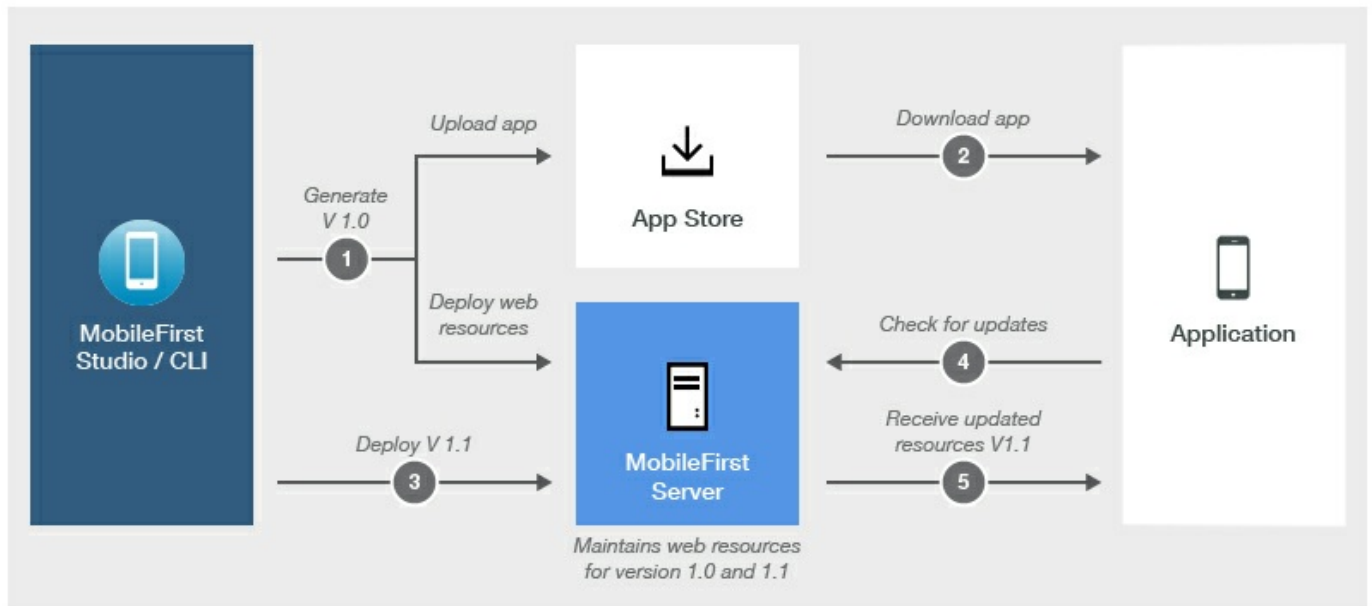 MobileFirst
Studio / CLI
Generate
V 1.0
1
Upload app
Deploy web
resources
Deploy V 1.1
3
App Store
MobileFirst
Server
Maintains web resources
for version 1.0 and 1.1
Download app
2
Check for updates
4
Receive updated
resources V1.1
5
Application